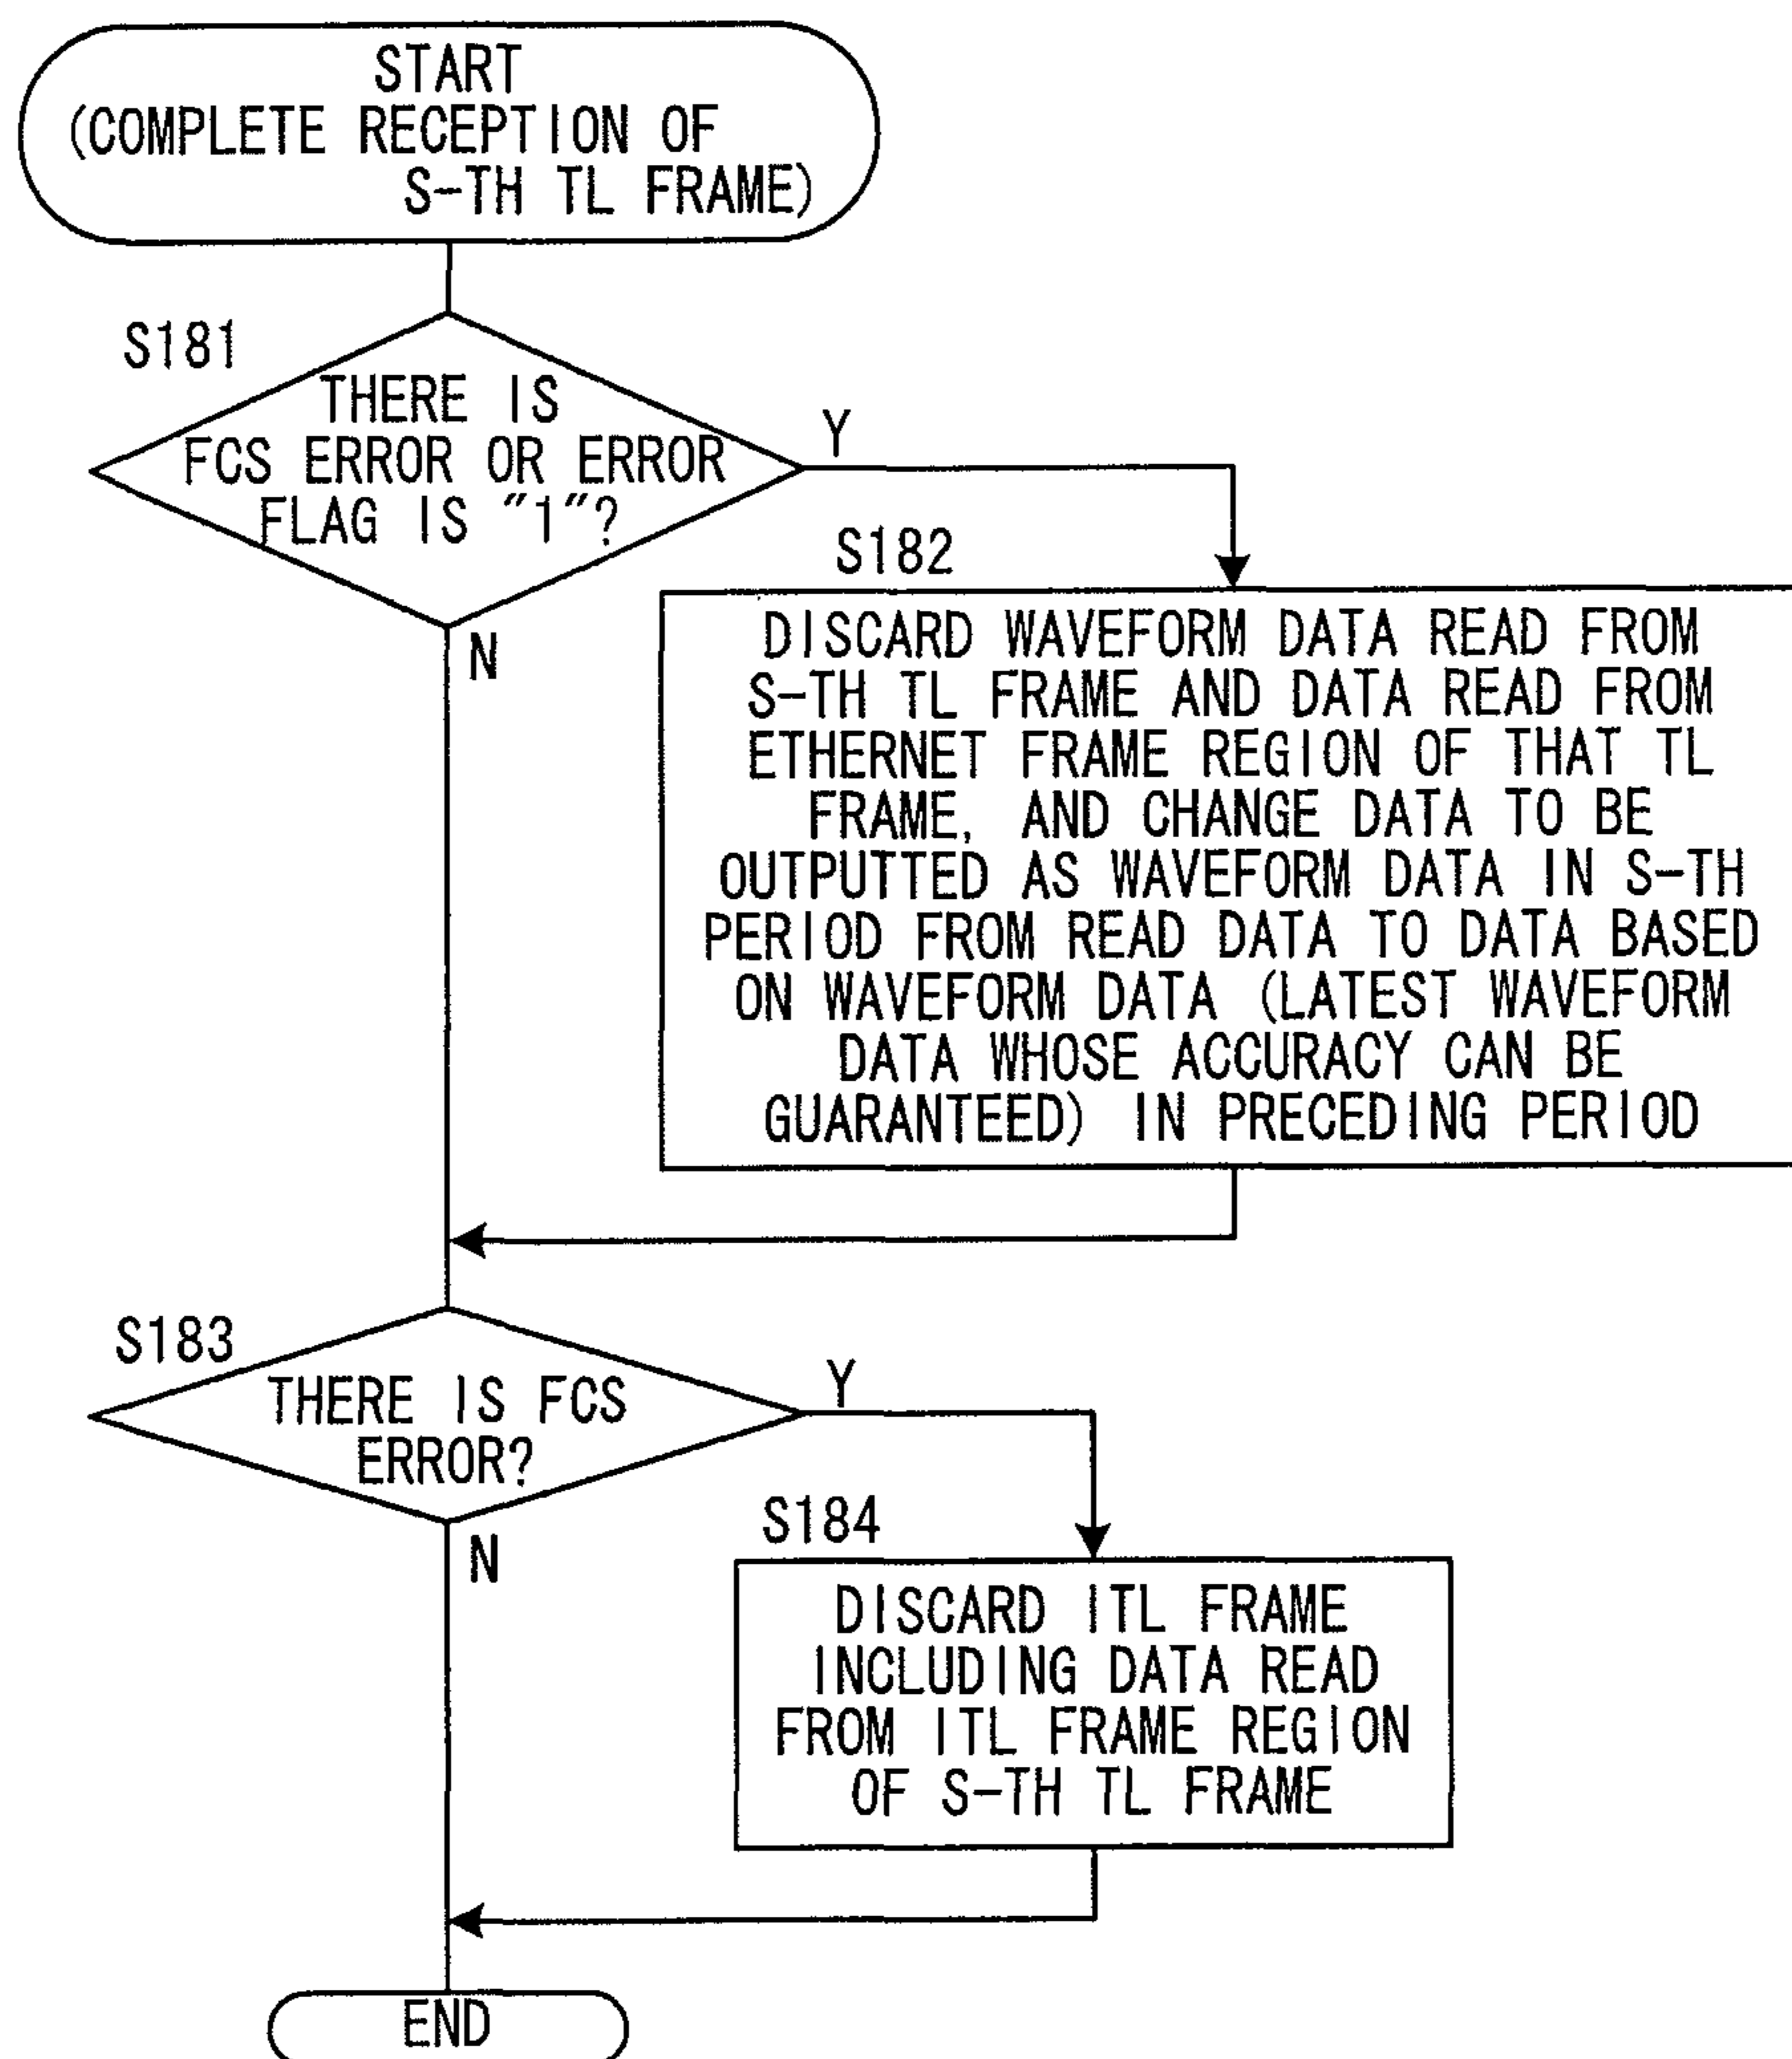 START
(COMPLETE RECEPTION OF
S-TH TL FRAME)
S181
THERE IS
FCS ERROR OR ERROR
FLAG IS "1"?
Y
N
S182
DISCARD WAVEFORM DATA READ FROM
S-TH TL FRAME AND DATA READ FROM
ETHERNET FRAME REGION OF THAT TL
FRAME, AND CHANGE DATA TO BE
OUTPUTTED AS WAVEFORM DATA IN S-TH
PERIOD FROM READ DATA TO DATA BASED
ON WAVEFORM DATA (LATEST WAVEFORM
DATA WHOSE ACCURACY CAN BE
GUARANTEED) IN PRECEDING PERIOD
S183
THERE IS FCS
ERROR?
Y
N
S184
DISCARD ITL FRAME
INCLUDING DATA READ
FROM ITL FRAME REGION
OF S-TH TL FRAME
END